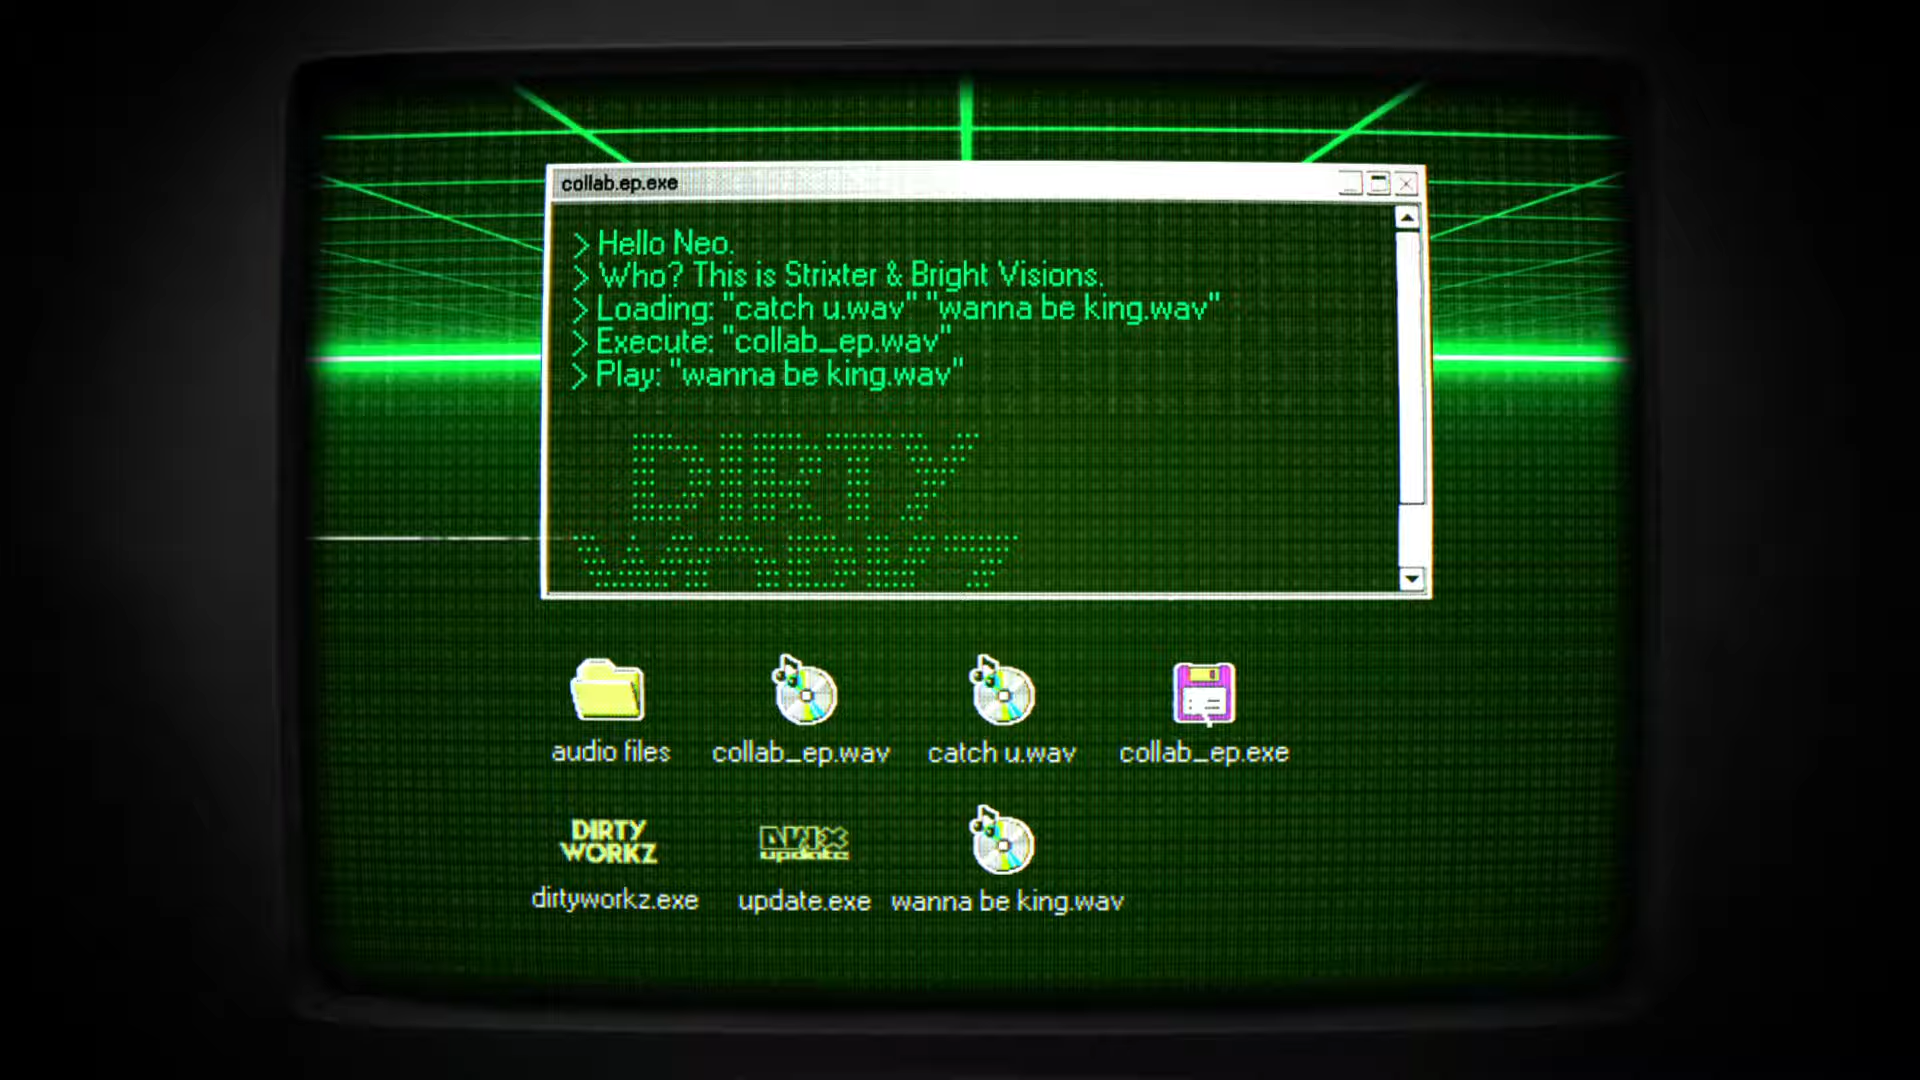 collab.ep.exe
> Hello Neo.
> Who? This is Strixter & Bright Visions.
> Loading: "catch u.wav" "wanna be king.wav"
> Execute: "collab_ep.wav"
> Play: "wanna be king.wav"
DIRTY
WORKZ
audio files
collab_ep.wav
catch u.wav
collab_ep.exe
DIRTY
WORKZ
update
dirtyworkz.exe
update.exe
wanna be king.wav